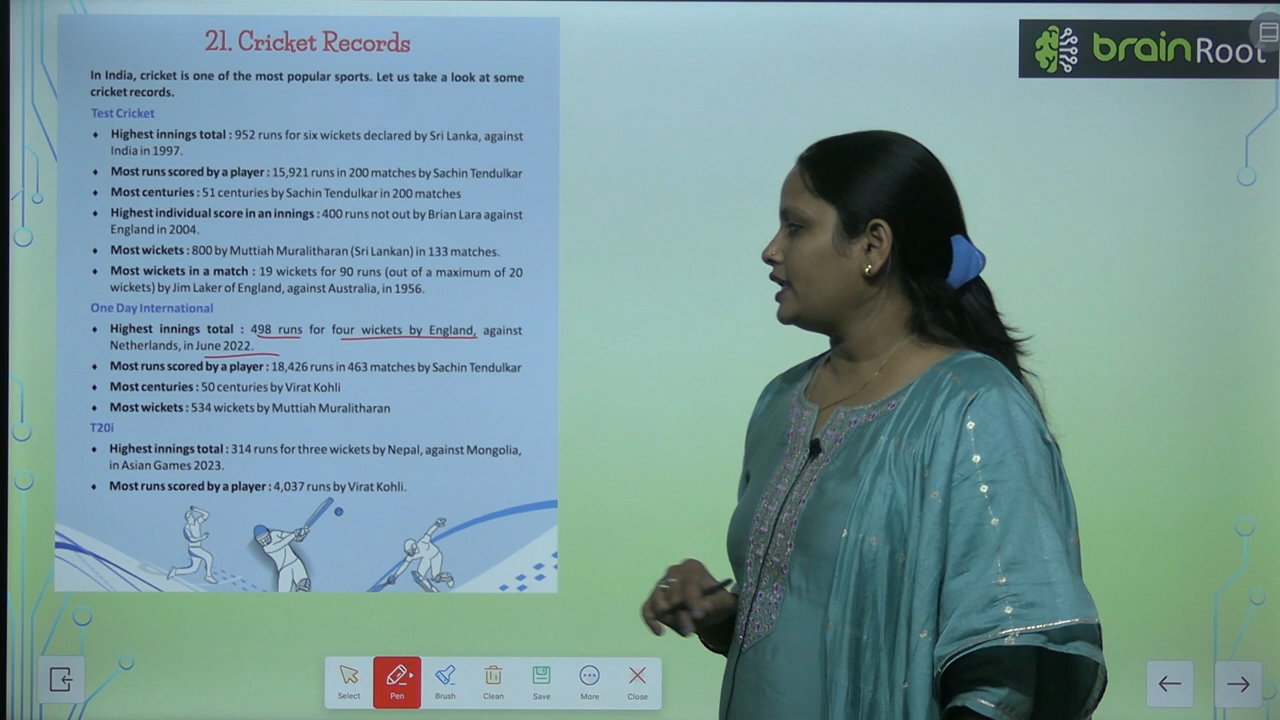 21. Cricket Records
In India, cricket is one of the most popular sports. Let us take a look at some
cricket records.
Test Cricket
♦ Highest innings total : 952 runs for six wickets declared by Sri Lanka, against
India in 1997.
♦ Most runs scored by a player : 15,921 runs in 200 matches by Sachin Tendulkar
♦ Most centuries : 51 centuries by Sachin Tendulkar in 200 matches
♦ Highest individual score in an innings : 400 runs not out by Brian Lara against
England in 2004.
♦ Most wickets : 800 by Muttiah Muralitharan (Sri Lankan) in 133 matches.
♦ Most wickets in a match : 19 wickets for 90 runs (out of a maximum of 20
wickets) by Jim Laker of England, against Australia, in 1956.
One Day International
♦ Highest innings total : 498 runs for four wickets by England, against
Netherlands, in June 2022.
♦ Most runs scored by a player : 18,426 runs in 463 matches by Sachin Tendulkar
♦ Most centuries : 50 centuries by Virat Kohli
♦ Most wickets : 534 wickets by Muttiah Muralitharan
T20i
♦ Highest innings total : 314 runs for three wickets by Nepal, against Mongolia,
in Asian Games 2023.
♦ Most runs scored by a player : 4,037 runs by Virat Kohli.
brainRoot
Select Pen Brush Clean Save More Close